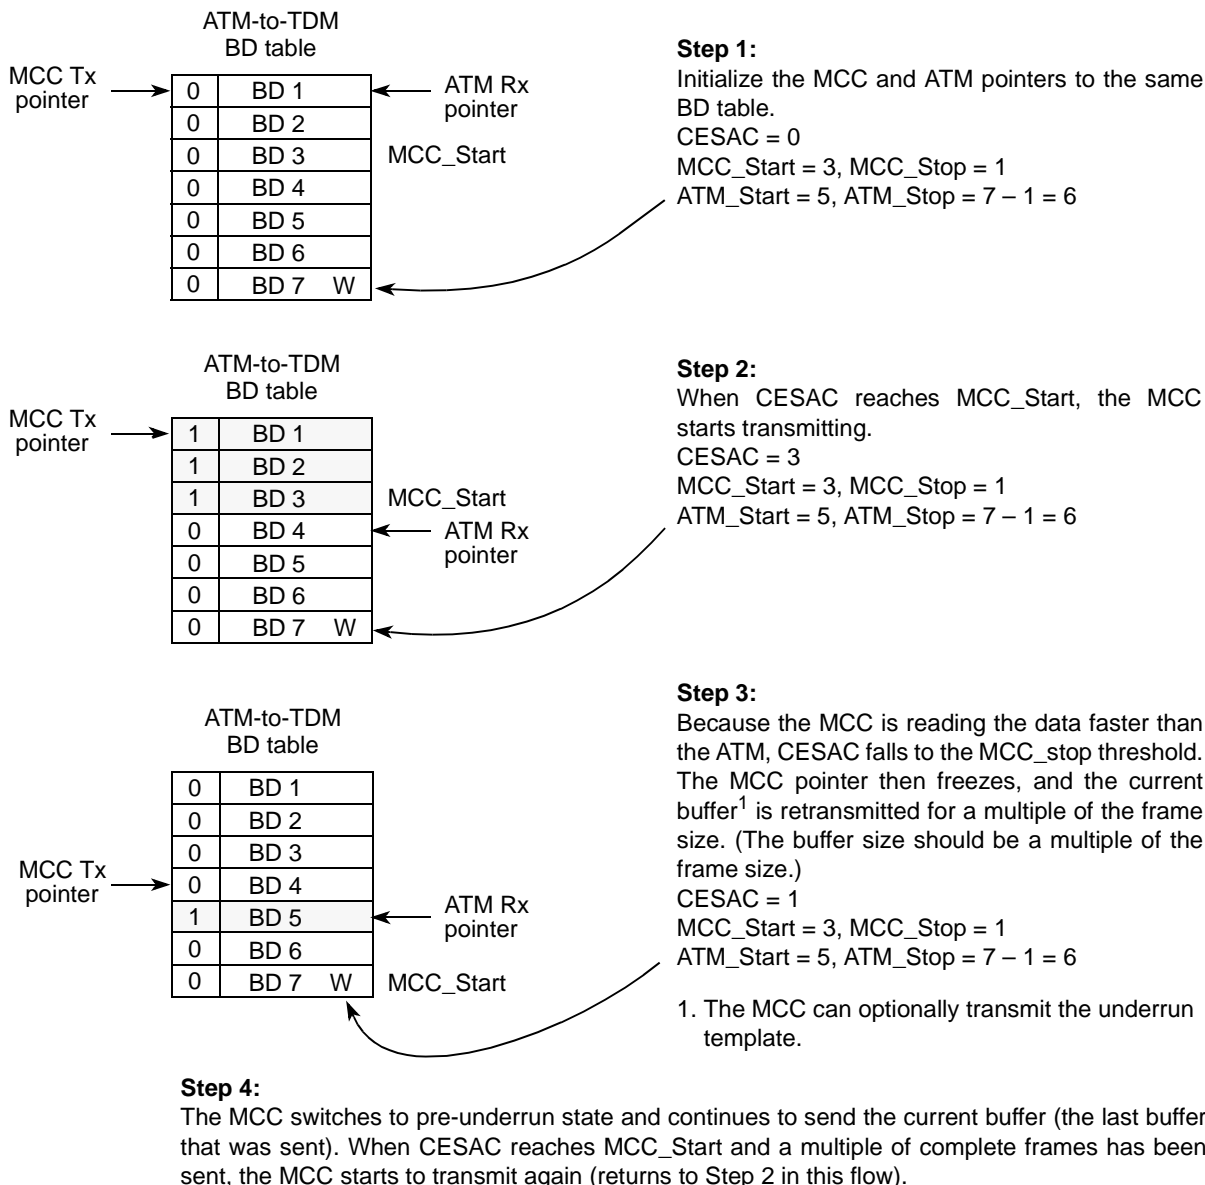 ATM-to-TDM
BD table
MCC Tx
pointer
0 BD 1
0 BD 2
0 BD 3
0 BD 4
0 BD 5
0 BD 6
0 BD 7 W
ATM Rx
pointer
MCC_Start
Step 1:
Initialize the MCC and ATM pointers to the same
BD table.
CESAC = 0
MCC_Start = 3, MCC_Stop = 1
ATM_Start = 5, ATM_Stop = 7 – 1 = 6
ATM-to-TDM
BD table
MCC Tx
pointer
1 BD 1
1 BD 2
1 BD 3
0 BD 4
0 BD 5
0 BD 6
0 BD 7 W
MCC_Start
ATM Rx
pointer
Step 2:
When CESAC reaches MCC_Start, the MCC
starts transmitting.
CESAC = 3
MCC_Start = 3, MCC_Stop = 1
ATM_Start = 5, ATM_Stop = 7 – 1 = 6
ATM-to-TDM
BD table
MCC Tx
pointer
0 BD 1
0 BD 2
0 BD 3
0 BD 4
1 BD 5
0 BD 6
0 BD 7 W
ATM Rx
pointer
MCC_Start
Step 3:
Because the MCC is reading the data faster than
the ATM, CESAC falls to the MCC_stop threshold.
The MCC pointer then freezes, and the current
buffer1 is retransmitted for a multiple of the frame
size. (The buffer size should be a multiple of the
frame size.)
CESAC = 1
MCC_Start = 3, MCC_Stop = 1
ATM_Start = 5, ATM_Stop = 7 – 1 = 6
1. The MCC can optionally transmit the underrun
template.
Step 4:
The MCC switches to pre-underrun state and continues to send the current buffer (the last buffer
that was sent). When CESAC reaches MCC_Start and a multiple of complete frames has been
sent, the MCC starts to transmit again (returns to Step 2 in this flow).